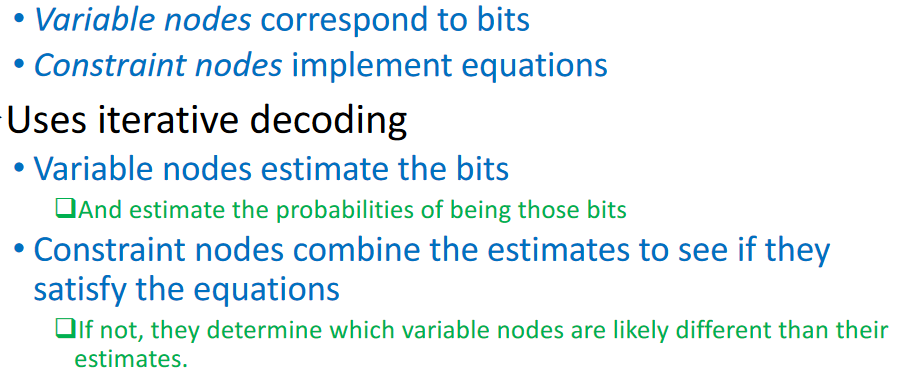 • Variable nodes correspond to bits
• Constraint nodes implement equations
Uses iterative decoding
• Variable nodes estimate the bits
❑And estimate the probabilities of being those bits
• Constraint nodes combine the estimates to see if they
satisfy the equations
❑If not, they determine which variable nodes are likely different than their
estimates.